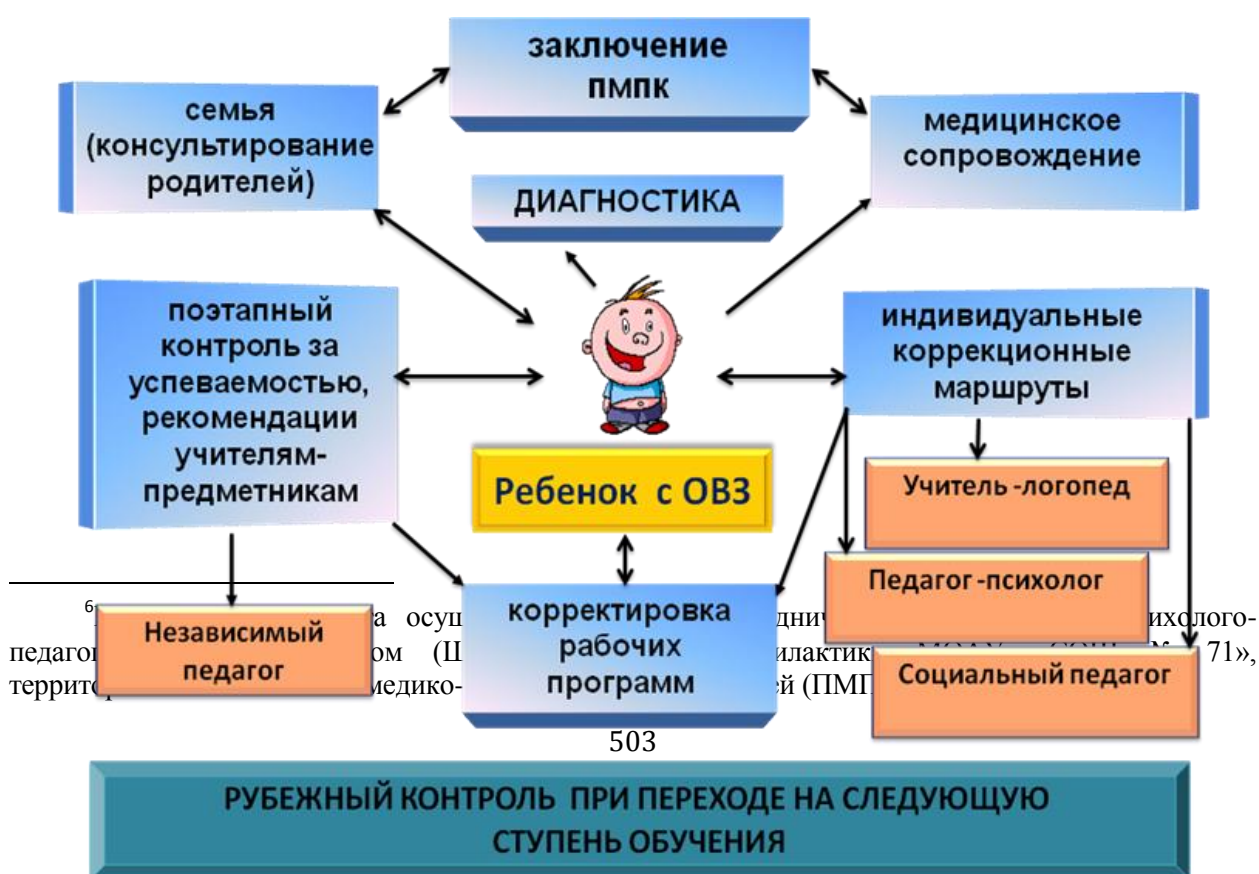 заключение
пмпк
семья
(консультирование
родителей)
медицинское
сопровождение
ДИАГНОСТИКА
поэтапный
контроль за
успеваемостью,
рекомендации
учителям-
предметникам
индивидуальные
коррекционные
маршруты
Ребенок с ОВЗ
Учитель -логопед
Педагог -психолог
Социальный педагог
Независимый
педагог
корректировка
рабочих
программ
6
71»,
503
РУБЕЖНЫЙ КОНТРОЛЬ ПРИ ПЕРЕХОДЕ НА СЛЕДУЮЩУЮ
СТУПЕНЬ ОБУЧЕНИЯ